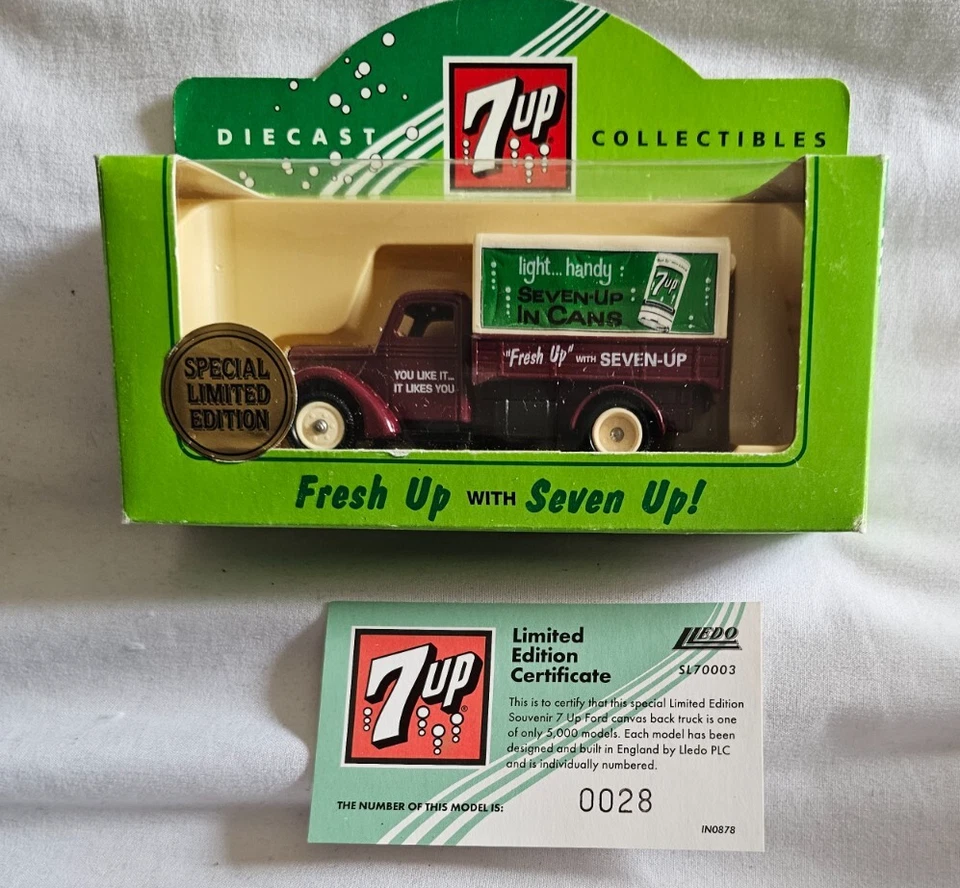 DIECAST 7UP COLLECTIBLES
light...handy :
SEVEN-UP
IN CANS
7up
"Fresh Up" WITH SEVEN-UP
YOU LIKE IT...
IT LIKES YOU
SPECIAL
LIMITED
EDITION
Fresh Up WITH Seven Up!
7UP
Limited
Edition
Certificate
LLEDO
SL70003
This is to certify that this special Limited Edition
Souvenir 7 Up Ford canvas back truck is one
of only 5,000 models. Each model has been
designed and built in England by Lledo PLC
and is individually numbered.
THE NUMBER OF THIS MODEL IS: 0028
IN0878